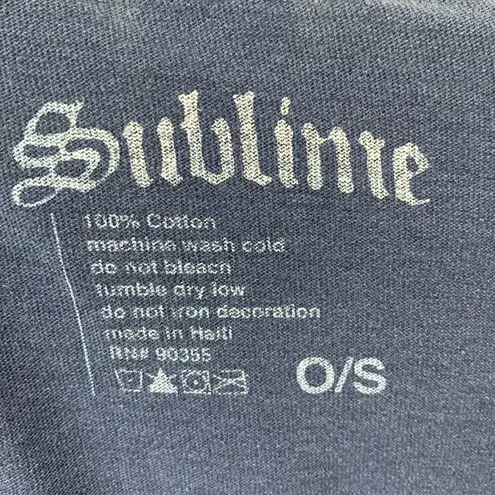 Sublime
100% Cotton
machine wash cold
do not bleach
tumble dry low
do not iron decoration
made in Haiti
RN# 90355
O/S